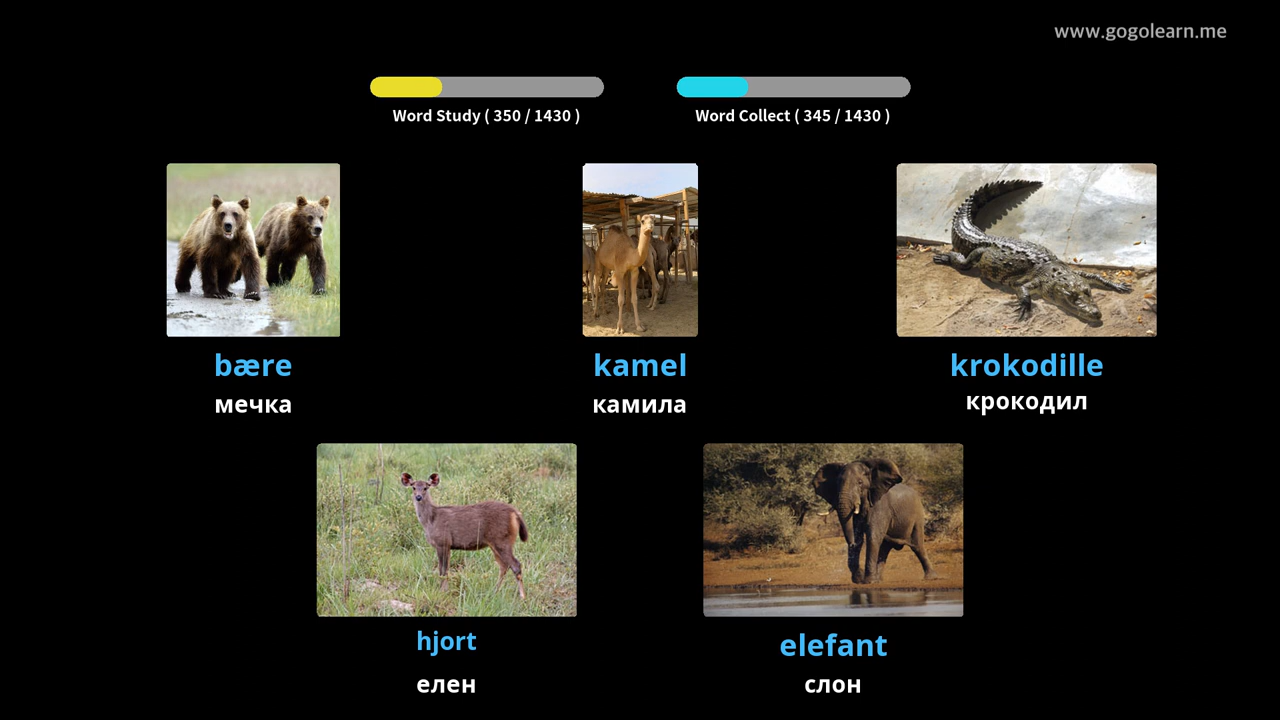 www.gogolearn.me
Word Study ( 350 / 1430 )
Word Collect ( 345 / 1430 )
bære
kamel
krokodille
мечка
камила
крокодил
hjort
elefant
елен
слон